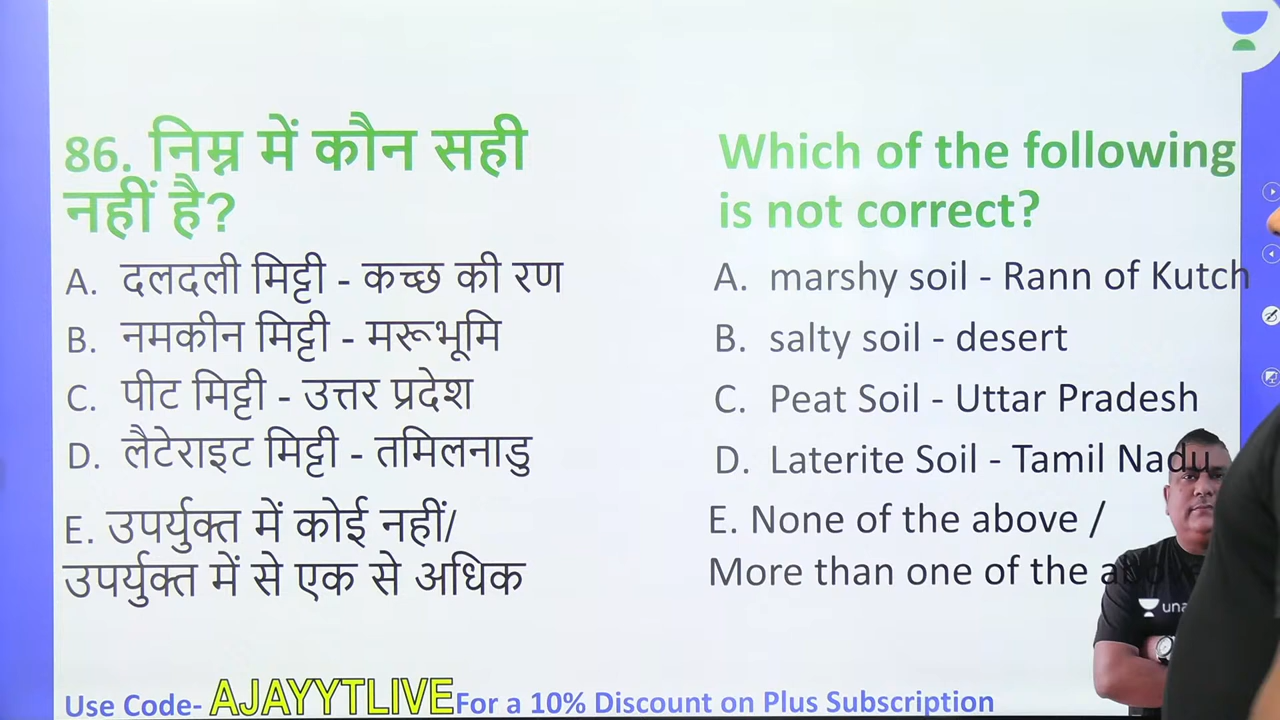 86. निम्न में कौन सही
नहीं है?
A. दलदली मिट्टी - कच्छ की रण
B. नमकीन मिट्टी - मरूभूमि
C. पीट मिट्टी - उत्तर प्रदेश
D. लैटेराइट मिट्टी - तमिलनाडु
E. उपर्युक्त में कोई नहीं/
उपर्युक्त में से एक से अधिक
Which of the following
is not correct?
A. marshy soil - Rann of Kutch
B. salty soil - desert
C. Peat Soil - Uttar Pradesh
D. Laterite Soil - Tamil Nadu
E. None of the above /
More than one of the above
Use Code- AJAYYTLIVE For a 10% Discount on Plus Subscription